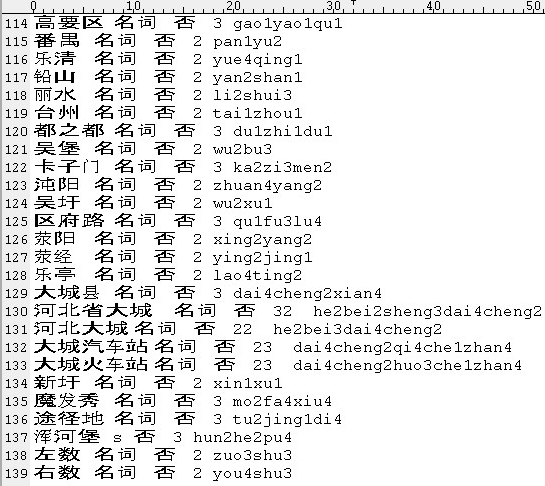 0 10 20 30 40 50
114 高要区 名词 否 3 gao1yao1qu1
115 番禺 名词 否 2 pan1yu2
116 乐清 名词 否 2 yue4qing1
117 铅山 名词 否 2 yan2shan1
118 丽水 名词 否 2 li2shui3
119 台州 名词 否 2 tai1zhou1
120 都之都 名词 否 3 du1zhi1du1
121 吴堡 名词 否 2 wu2bu3
122 卡子门 名词 否 3 ka2zi3men2
123 沌阳 名词 否 2 zhuan4yang2
124 吴圩 名词 否 2 wu2xu1
125 区府路 名词 否 3 qu1fu3lu4
126 荥阳 名词 否 2 xing2yang2
127 荥经 名词 否 2 ying2jing1
128 乐亭 名词 否 2 lao4ting2
129 大城县 名词 否 3 dai4cheng2xian4
130 河北省大城 名词 否 32 he2bei2sheng3dai4cheng2
131 河北大城 名词 否 22 he2bei3dai4cheng2
132 大城汽车站 名词 否 23 dai4cheng2qi4che1zhan4
133 大城火车站 名词 否 23 dai4cheng2huo3che1zhan4
134 新圩 名词 否 2 xin1xu1
135 魔发秀 名词 否 3 mo2fa4xiu4
136 途径地 名词 否 3 tu2jing1di4
137 浑河堡 s 否 3 hun2he2pu4
138 左数 名词 否 2 zuo3shu3
139 右数 名词 否 2 you4shu3